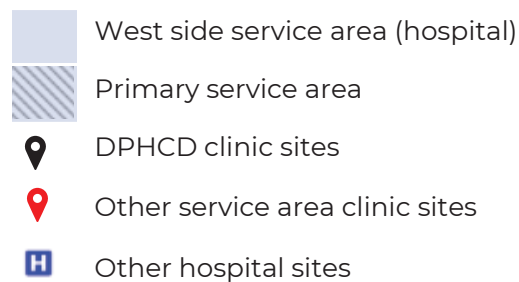 West side service area (hospital)
Primary service area
DPHCD clinic sites
Other service area clinic sites
H Other hospital sites